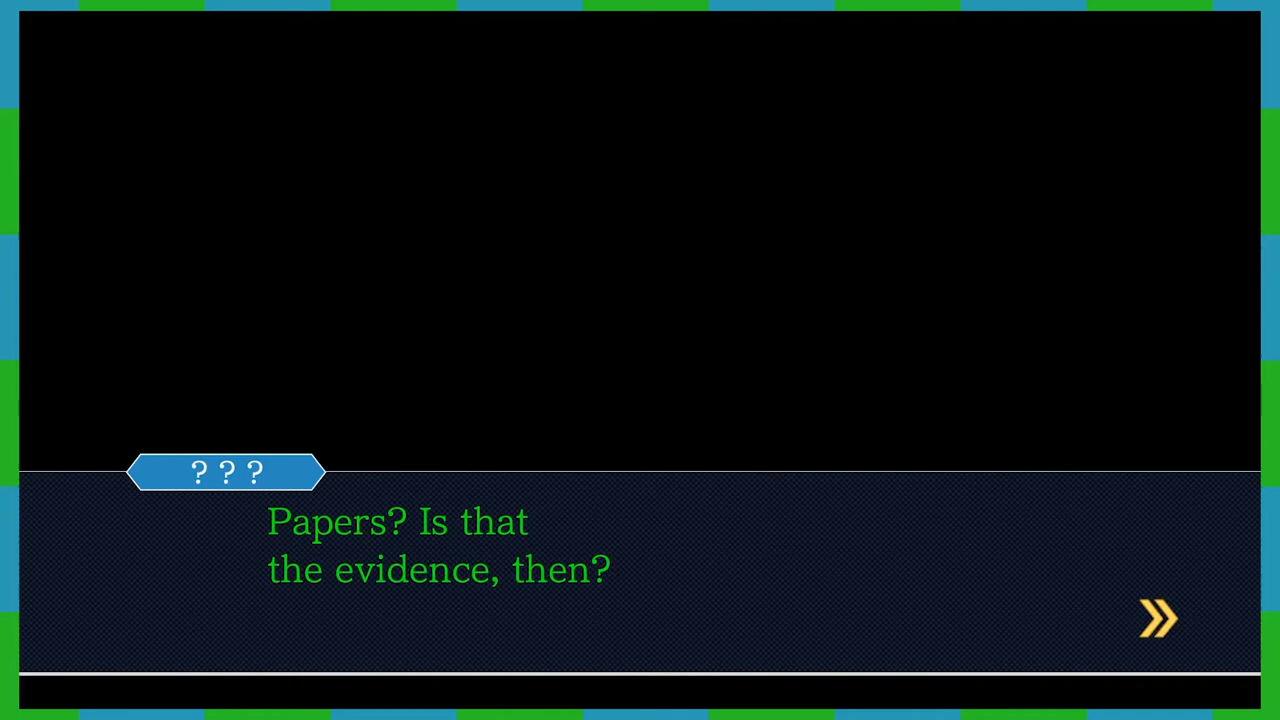 ? ? ?
Papers? Is that
the evidence, then?